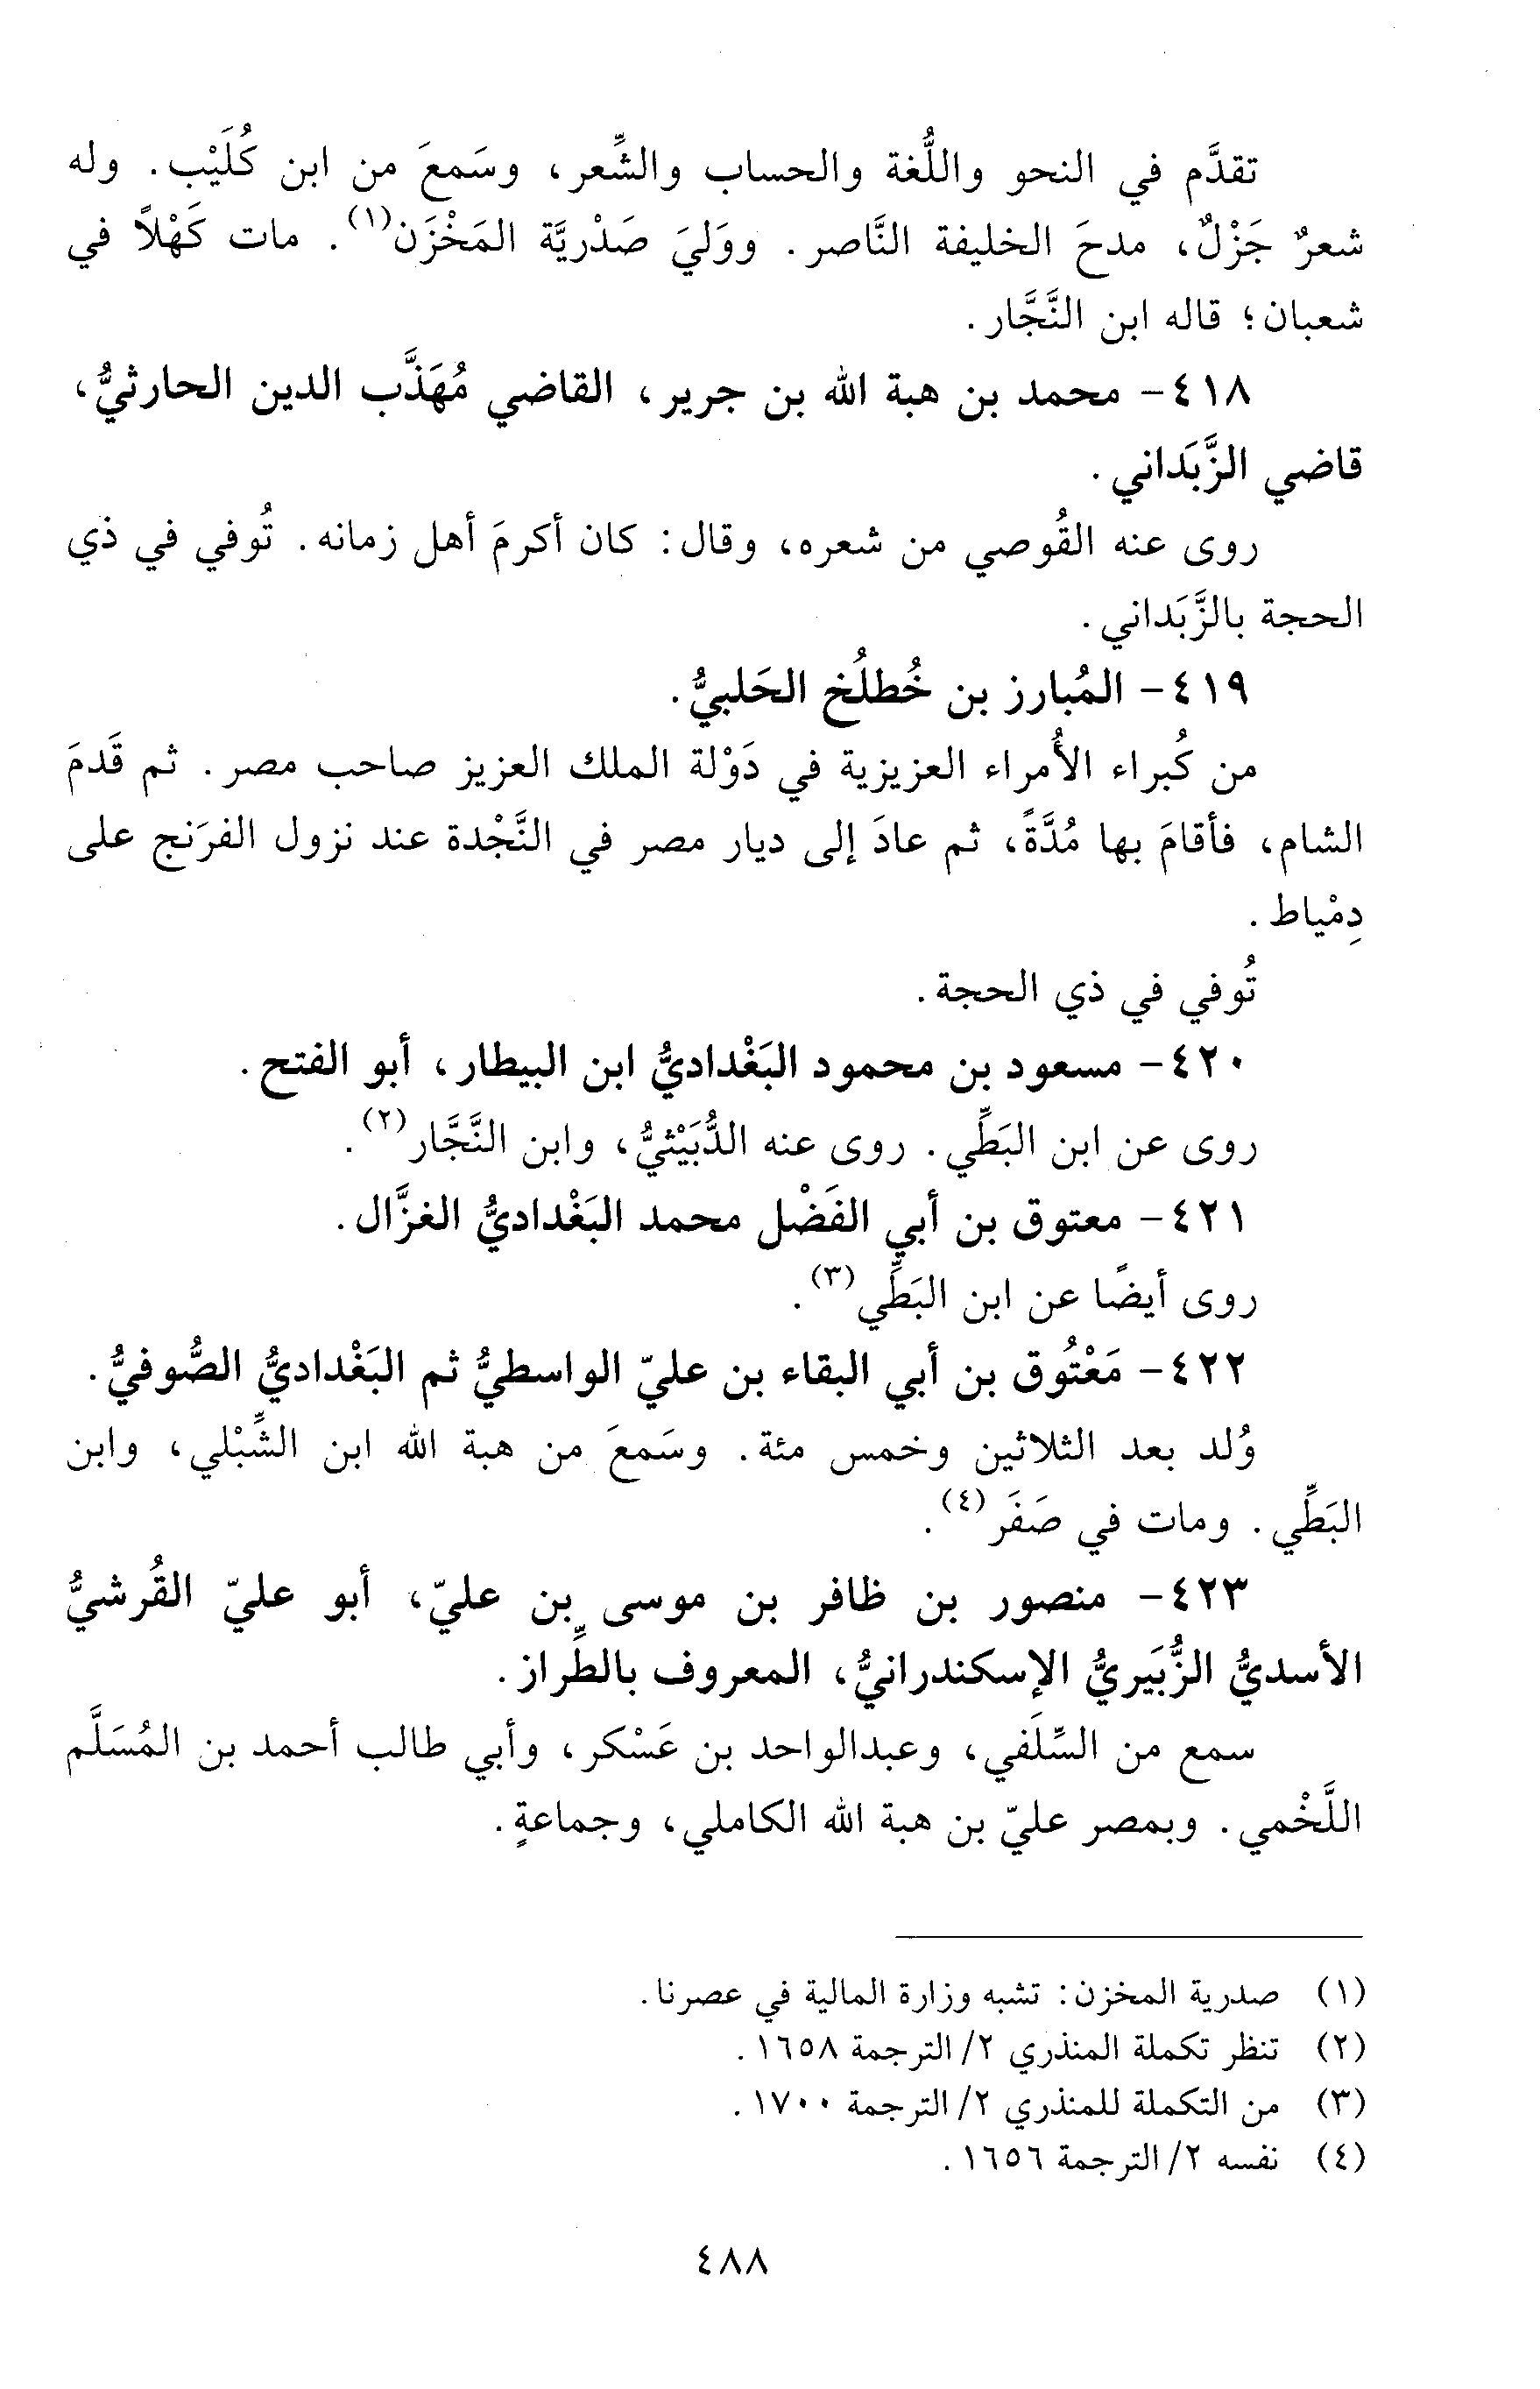 تقدَّم في النحو واللُّغة والحساب والشِّعر، وسَمعَ من ابن كُلَيْب. وله
شعرٌ جَزْلٌ، مدحَ الخليفة النَّاصر. ووَليَ صَدْريَّة المَخْزَن(١). مات كَهْلاً في
شعبان؛ قاله ابن النَّجَّار.
٤١٨- محمد بن هبة الله بن جرير، القاضي مُهَذَّب الدين الحارثيُّ،
قاضي الزَّبَداني.
روى عنه القُوصي من شعره، وقال: كان أكرمَ أهل زمانه. تُوفي في ذي
الحجة بالزَّبَداني.
٤١٩- المُبارز بن خُطلُخ الحَلبيُّ.
من كُبراء الأُمراء العزيزية في دَوْلة الملك العزيز صاحب مصر. ثم قَدمَ
الشام، فأقامَ بها مُدَّةً، ثم عادَ إلى ديار مصر في النَّجْدة عند نزول الفرَنج على
دِمْياط.
تُوفي في ذي الحجة.
٤٢٠- مسعود بن محمود البَغْداديُّ ابن البيطار، أبو الفتح.
روى عن ابن البَطِّي. روى عنه الدُّبَيْثيُّ، وابن النَّجَّار(٢).
٤٢١- معتوق بن أبي الفَضْل محمد البَغْداديُّ الغزَّال.
روى أيضًا عن ابن البَطِّي(٣).
٤٢٢- مَعْتُوق بن أبي البقاء بن عليّ الواسطيُّ ثم البَغْداديُّ الصُّوفيُّ.
وُلد بعد الثلاثين وخمس مئة. وسَمعَ من هبة الله ابن الشِّبْلي، وابن
البَطِّي. ومات في صَفَر(٤).
٤٢٣- منصور بن ظافر بن موسى بن عليّ، أبو عليّ القُرشيُّ
الأسديُّ الزُّبَيريُّ الإسكندرانيُّ، المعروف بالطِّراز.
سمع من السِّلَفي، وعبدالواحد بن عَسْكر، وأبي طالب أحمد بن المُسَلَّم
اللَّخْمي. وبمصر عليّ بن هبة الله الكاملي، وجماعةٍ.
(١) صدرية المخزن: تشبه وزارة المالية في عصرنا.
(٢) تنظر تكملة المنذري ٢/ الترجمة ١٦٥٨.
(٣) من التكملة للمنذري ٢/ الترجمة ١٧٠٠.
(٤) نفسه ٢/ الترجمة ١٦٥٦.
٤٨٨